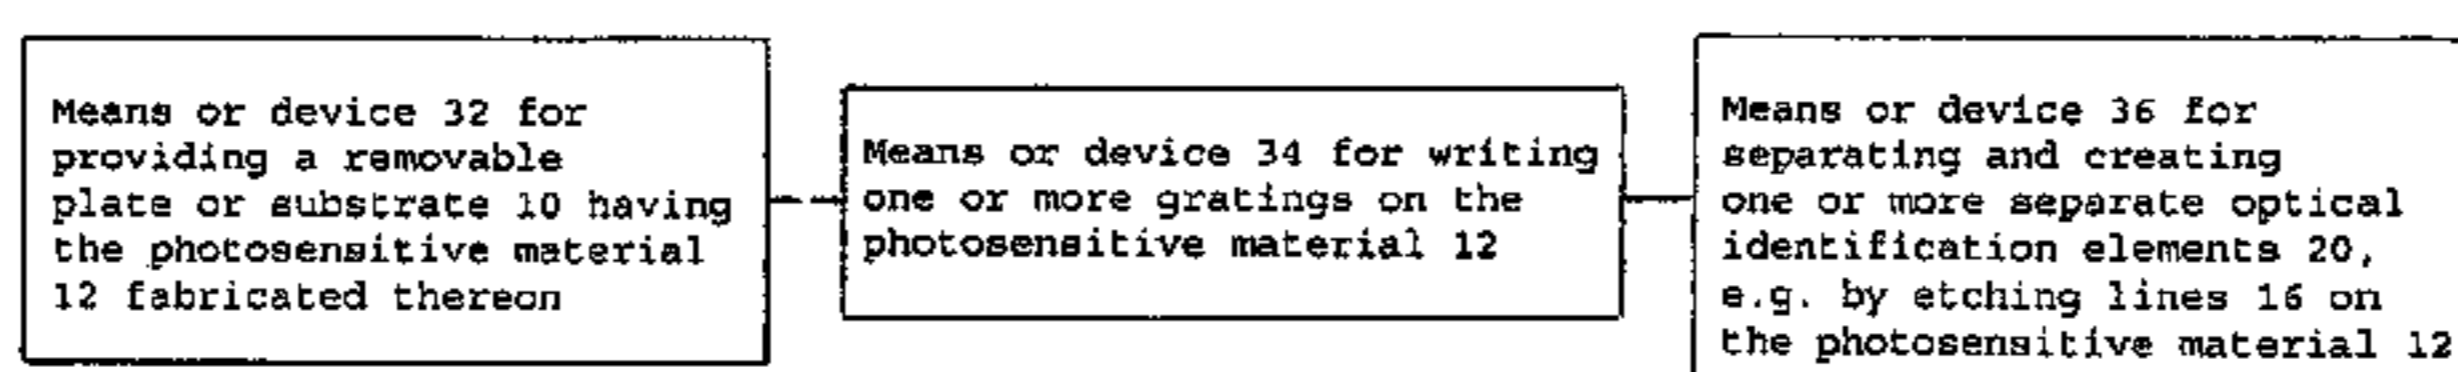 Means or device 32 for
providing a removable
plate or substrate 10 having
the photosensitive material
12 fabricated thereon
Means or device 34 for writing
one or more gratings on the
photosensitive material 12
Means or device 36 for
separating and creating
one or more separate optical
identification elements 20,
e.g. by etching lines 16 on
the photosensitive material 12